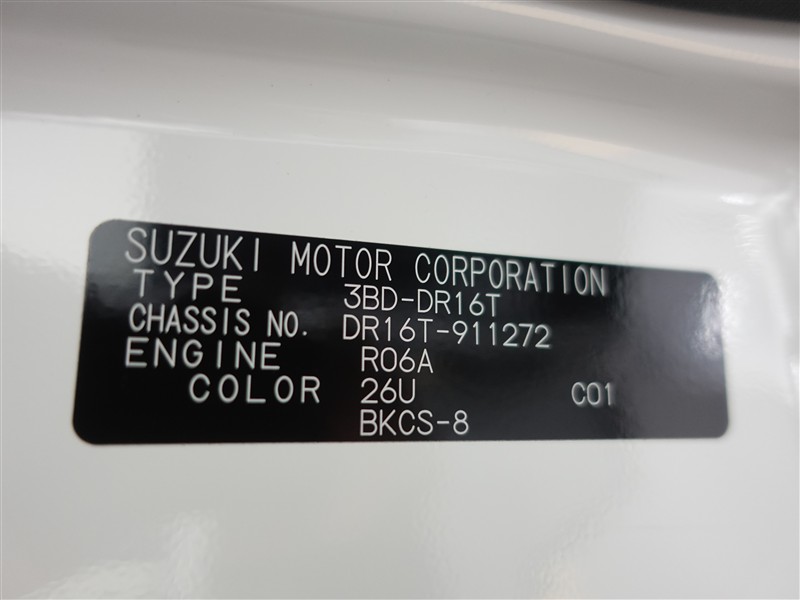 SUZUKI MOTOR CORPORATION
TYPE 3BD-DR16T
CHASSIS NO. DR16T-911272
ENGINE R06A
COLOR 26U C01
BKCS-8